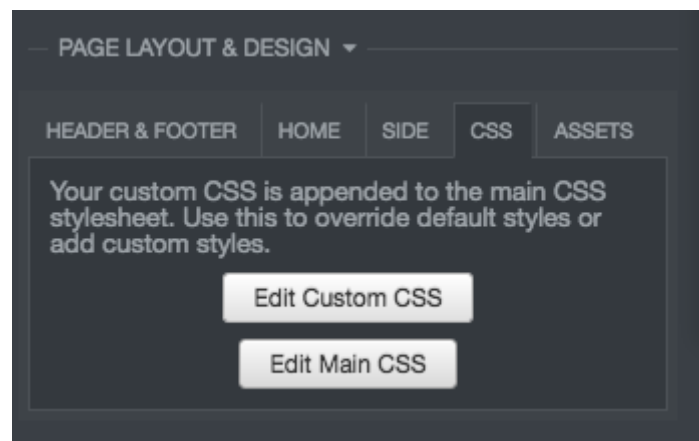 PAGE LAYOUT & DESIGN
HEADER & FOOTER HOME SIDE CSS ASSETS
Your custom CSS is appended to the main CSS
stylesheet. Use this to override default styles or
add custom styles.
Edit Custom CSS
Edit Main CSS